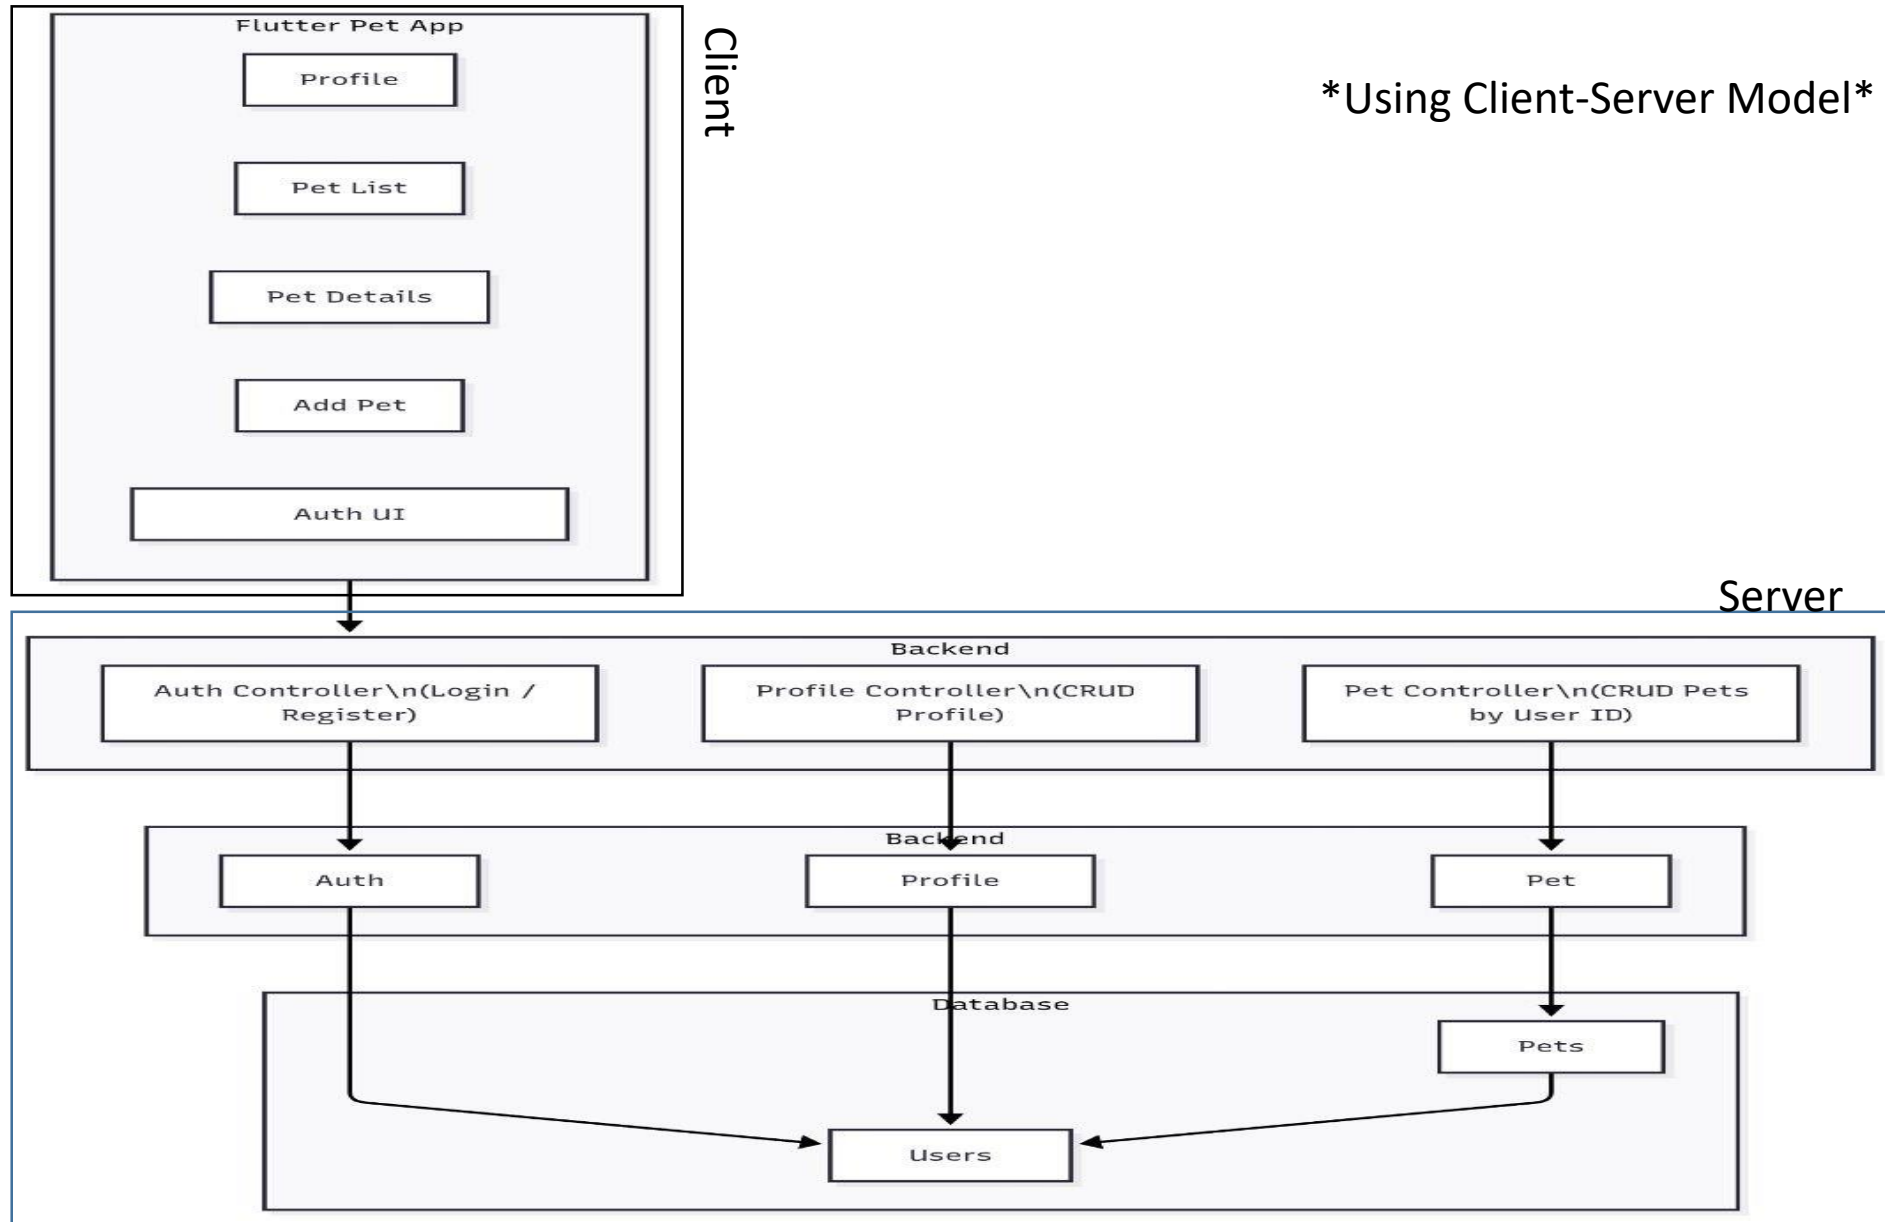 Flutter Pet App
Profile
Pet List
Pet Details
Add Pet
Auth UI
Client
*Using Client-Server Model*
Server
Backend
Auth Controller\n(Login /
Register)
Profile Controller\n(CRUD
Profile)
Pet Controller\n(CRUD Pets
by User ID)
Backend
Auth
Profile
Pet
Database
Pets
Users